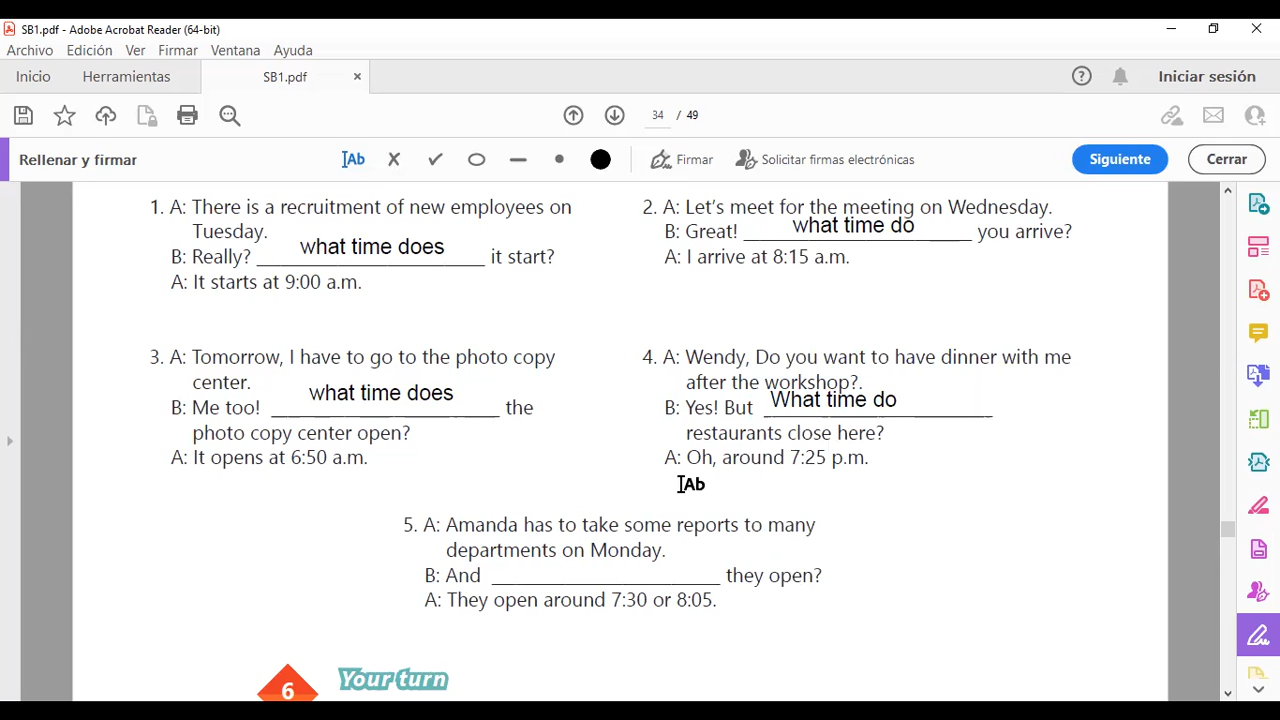 SB1.pdf - Adobe Acrobat Reader (64-bit)
Archivo Edición Ver Firmar Ventana Ayuda
Inicio Herramientas SB1.pdf × Iniciar sesión
34 / 49
Rellenar y firmar Ab Firmar Solicitar firmas electrónicas Siguiente Cerrar
1. A: There is a recruitment of new employees on
Tuesday.
B: Really? what time does it start?
A: It starts at 9:00 a.m.
2. A: Let's meet for the meeting on Wednesday.
B: Great! what time do you arrive?
A: I arrive at 8:15 a.m.
3. A: Tomorrow, I have to go to the photo copy
center.
B: Me too! what time does the
photo copy center open?
A: It opens at 6:50 a.m.
4. A: Wendy, Do you want to have dinner with me
after the workshop?.
B: Yes! But What time do
restaurants close here?
A: Oh, around 7:25 p.m.
Ab
5. A: Amanda has to take some reports to many
departments on Monday.
B: And ____________________ they open?
A: They open around 7:30 or 8:05.
6 Your turn